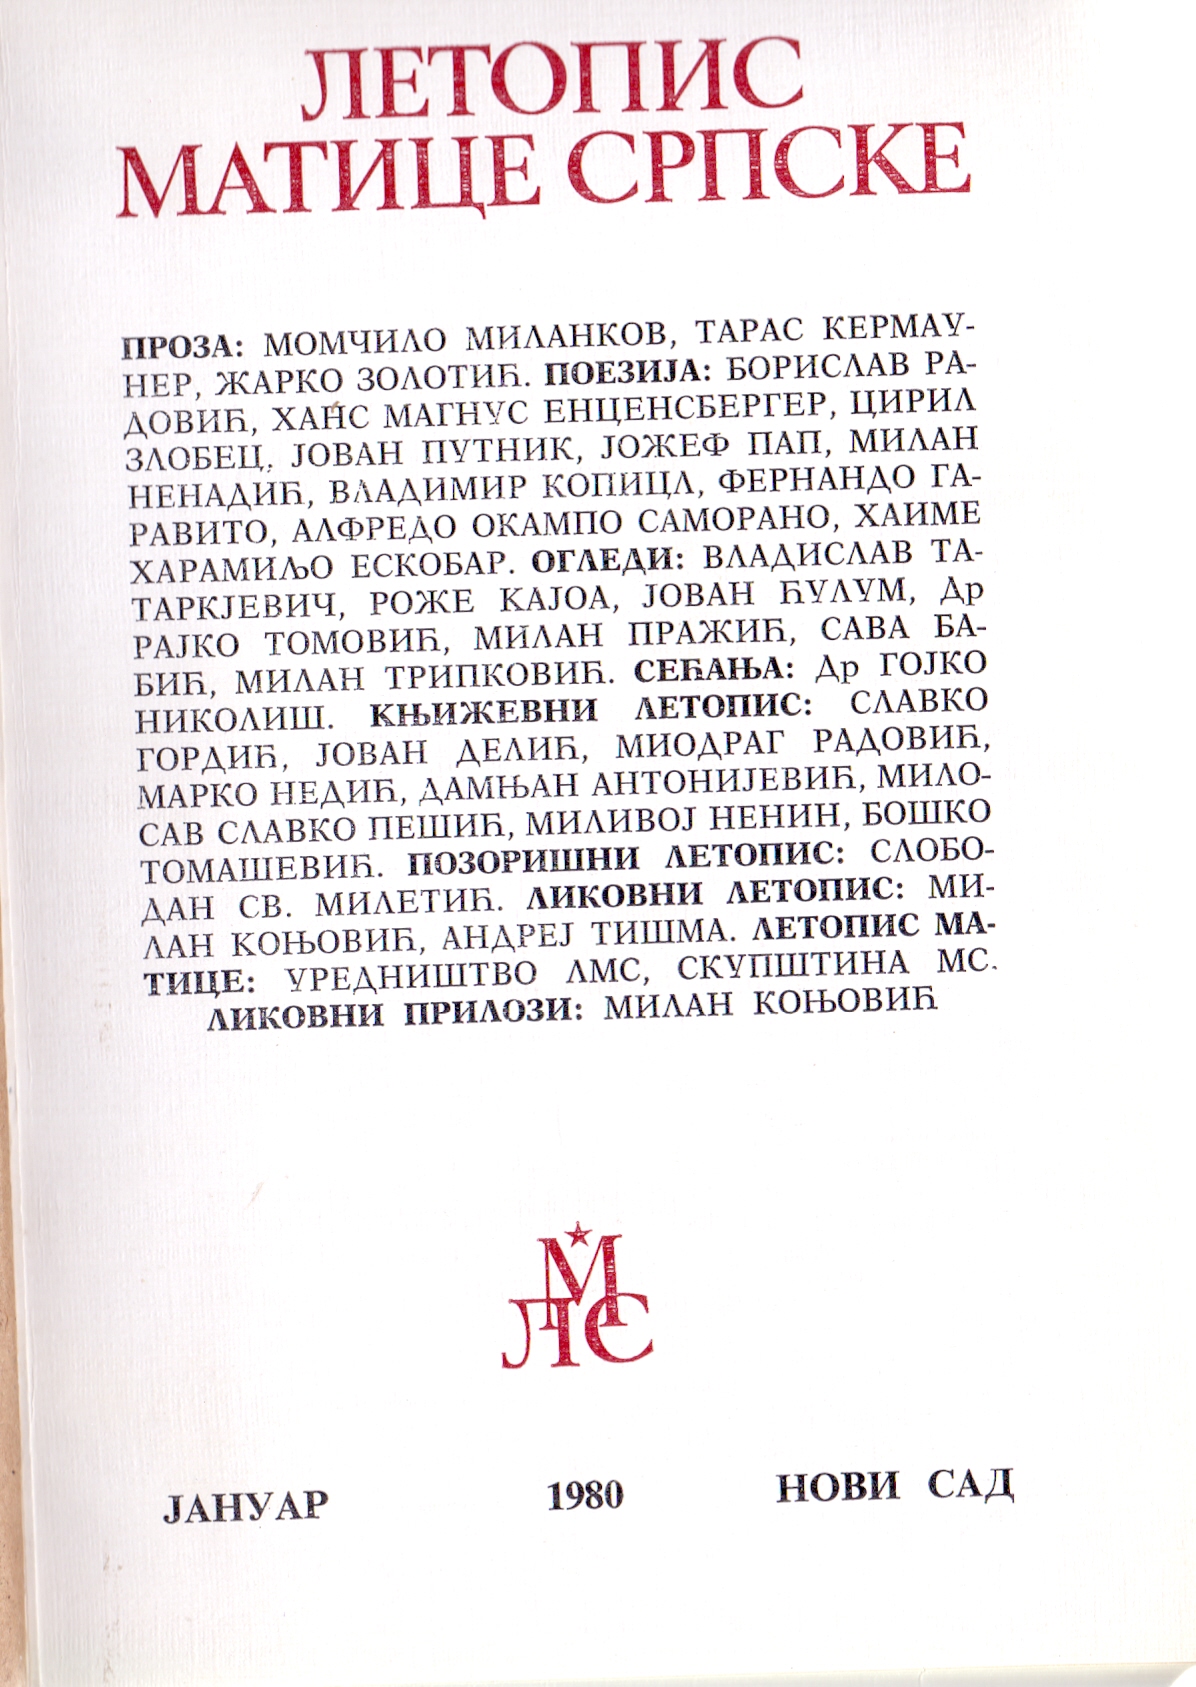 ЛЕТОПИС
МАТИЦЕ СРПСКЕ
ПРОЗА: МОМЧИЛО МИЛАНКОВ, ТАРАС КЕРМАУ-
НЕР, ЖАРКО ЗОЛОТИЋ. ПОЕЗИЈА: БОРИСЛАВ РА-
ДОВИЋ, ХАНС МАГНУС ЕНЦЕНСБЕРГЕР, ЦИРИЛ
ЗЛОБЕЦ, ЈОВАН ПУТНИК, ЈОЖЕФ ПАП, МИЛАН
НЕНАДИЋ, ВЛАДИМИР КОПИЦЛ, ФЕРНАНДО ГА-
РАВИТО, АЛФРЕДО ОКАМПО САМОРАНО, ХАИМЕ
ХАРАМИЉО ЕСКОБАР. ОГЛЕДИ: ВЛАДИСЛАВ ТА-
ТАРКЈЕВИЧ, РОЖЕ КАЈОА, ЈОВАН ЋУЛУМ, Др
РАЈКО ТОМОВИЋ, МИЛАН ПРАЖИЋ, САВА БА-
БИЋ, МИЛАН ТРИПКОВИЋ. СЕЋАЊА: Др ГОЈКО
НИКОЛИШ. КЊИЖЕВНИ ЛЕТОПИС: СЛАВКО
ГОРДИЋ, ЈОВАН ДЕЛИЋ, МИОДРАГ РАДОВИЋ,
МАРКО НЕДИЋ, ДАМЊАН АНТОНИЈЕВИЋ, МИЛО-
САВ СЛАВКО ПЕШИЋ, МИЛИВОЈ НЕНИН, БОШКО
ТОМАШЕВИЋ. ПОЗОРИШНИ ЛЕТОПИС: СЛОБО-
ДАН СВ. МИЛЕТИЋ. ЛИКОВНИ ЛЕТОПИС: МИ-
ЛАН КОЊОВИЋ, АНДРЕЈ ТИШМА. ЛЕТОПИС МА-
ТИЦЕ: УРЕДНИШТВО ЛМС, СКУПШТИНА МС.
ЛИКОВНИ ПРИЛОЗИ: МИЛАН КОЊОВИЋ
ЛМС
ЈАНУАР 1980 НОВИ САД